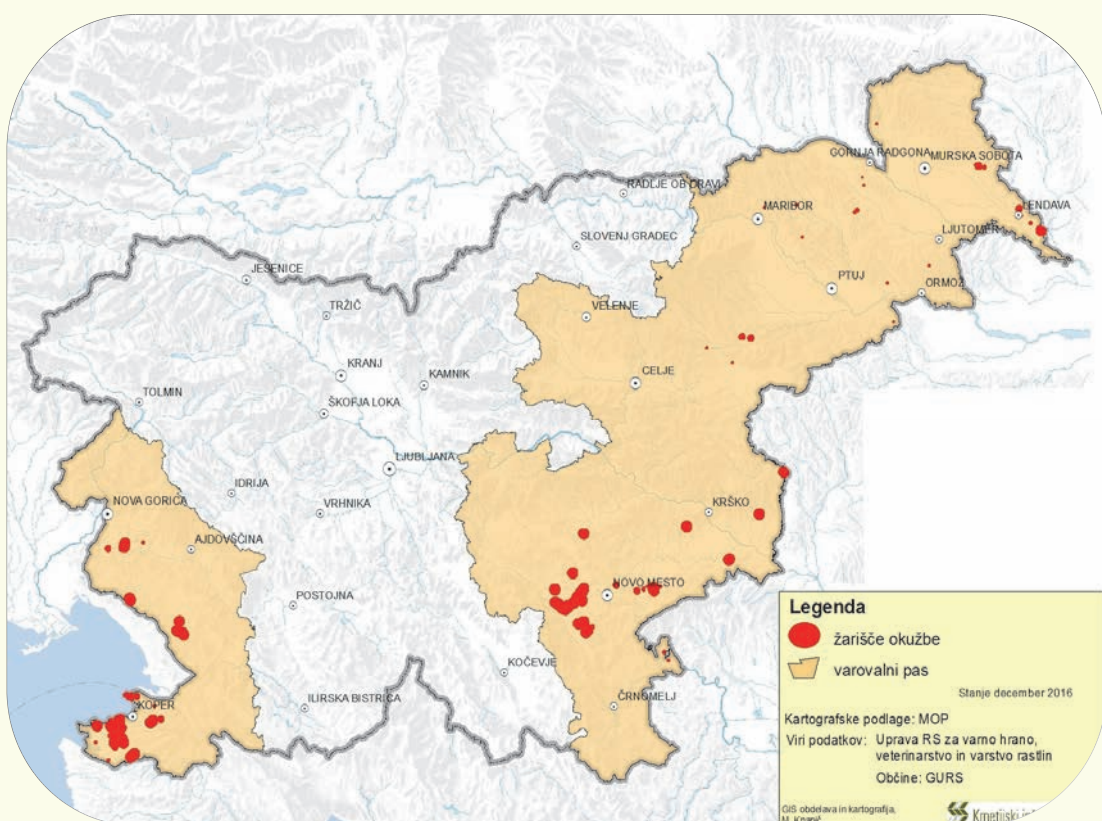 GORNJA RADGONA
MURSKA SOBOTA
RADLJE OB DRAVI
MARIBOR
LENDAVA
SLOVENJ GRADEC
LJUTOMER
JESENICE
PTUJ
ORMOŽ
TRŽIČ
VELENJE
KRANJ
KAMNIK
CELJE
TOLMIN
ŠKOFJA LOKA
LJUBLJANA
IDRIJA
NOVA GORICA
VRHNIKA
KRŠKO
AJDOVŠČINA
NOVO MESTO
POSTOJNA
KOČEVJE
ČRNOMELJ
ILIRSKA BISTRICA
KOPER
Legenda
žarišče okužbe
varovalni pas
Stanje december 2016
Kartografske podlage: MOP
Viri podatkov: Uprava RS za varno hrano,
veterinarstvo in varstvo rastlin
Občine: GURS
GIS obdelava in kartografija,
Kmetijski